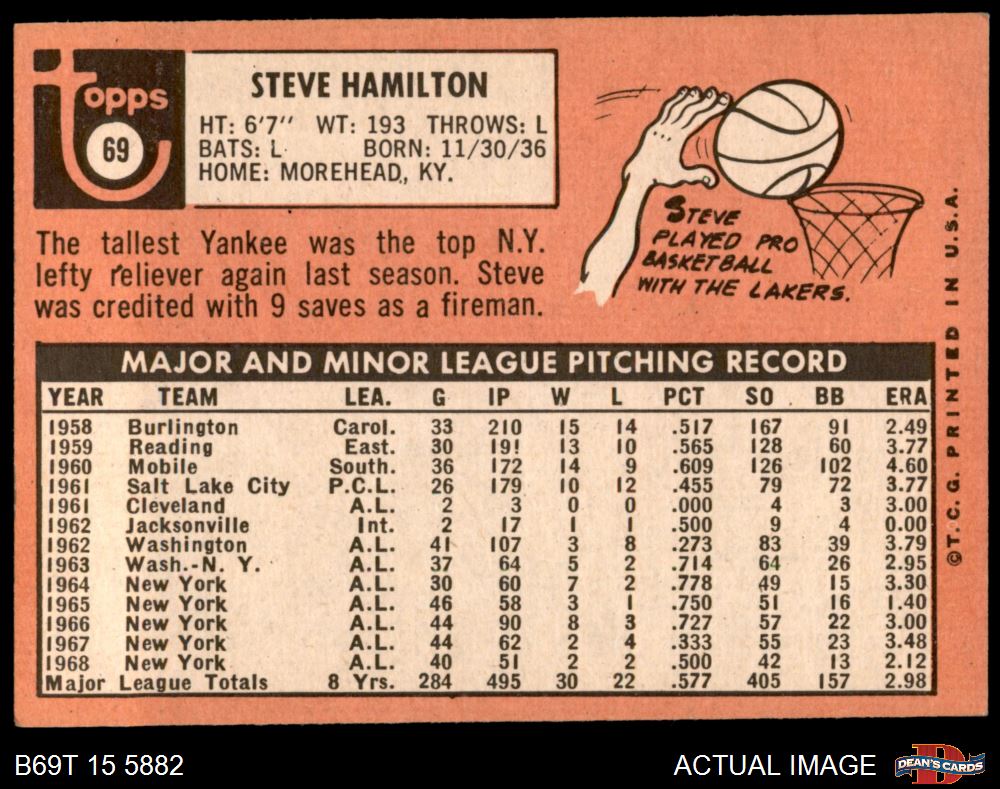 topps
69
STEVE HAMILTON
HT: 6'7" WT: 193 THROWS: L
BATS: L BORN: 11/30/36
HOME: MOREHEAD, KY.
The tallest Yankee was the top N.Y.
lefty reliever again last season. Steve
was credited with 9 saves as a fireman.
STEVE
PLAYED PRO
BASKETBALL
WITH THE LAKERS.
©T.C.G. PRINTED IN U.S.A.
MAJOR AND MINOR LEAGUE PITCHING RECORD
YEAR TEAM LEA. G IP W L PCT SO BB ERA
1958 Burlington Carol. 33 210 15 14 .517 167 91 2.49
1959 Reading East. 30 191 13 10 .565 128 60 3.77
1960 Mobile South. 36 172 14 9 .609 126 102 4.60
1961 Salt Lake City P.C.L. 26 179 10 12 .455 79 72 3.77
1961 Cleveland A.L. 2 3 0 0 .000 4 3 3.00
1962 Jacksonville Int. 2 17 1 1 .500 9 4 0.00
1962 Washington A.L. 41 107 3 8 .273 83 39 3.79
1963 Wash.-N. Y. A.L. 37 64 5 2 .714 64 26 2.95
1964 New York A.L. 30 60 7 2 .778 49 15 3.30
1965 New York A.L. 46 58 3 1 .750 51 16 1.40
1966 New York A.L. 44 90 8 3 .727 57 22 3.00
1967 New York A.L. 44 62 2 4 .333 55 23 3.48
1968 New York A.L. 40 51 2 2 .500 42 13 2.12
Major League Totals 8 Yrs. 284 495 30 22 .577 405 157 2.98
B69T 15 5882
ACTUAL IMAGE
D
DEAN'S CARDS